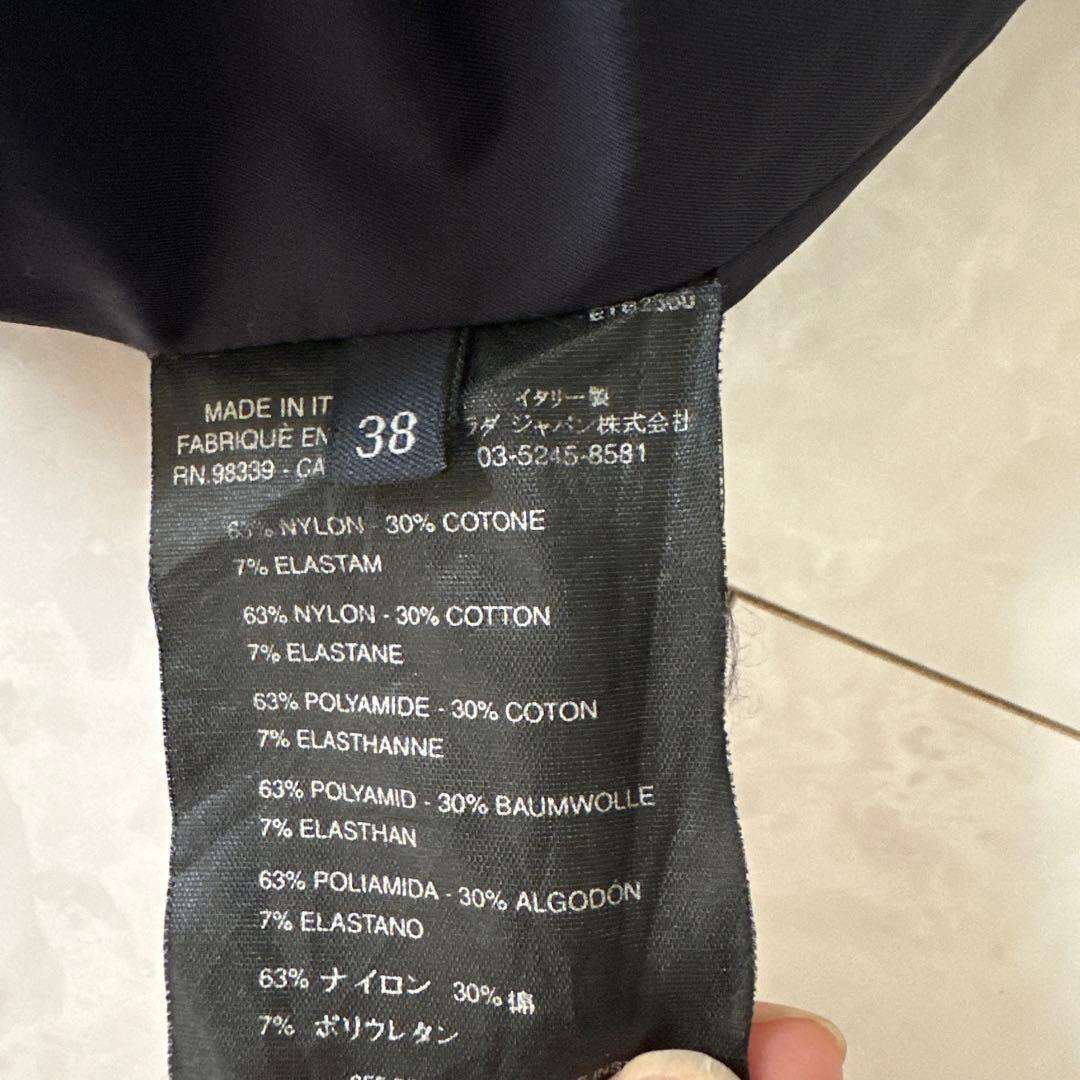 MADE IN IT
FABRIQUÈ EN
RN.98339 - CA
38
イタリー製
ラダ ジャパン株式会社
03-5245-8581
63% NYLON - 30% COTONE
7% ELASTAM
63% NYLON - 30% COTTON
7% ELASTANE
63% POLYAMIDE - 30% COTON
7% ELASTHANNE
63% POLYAMID - 30% BAUMWOLLE
7% ELASTHAN
63% POLIAMIDA - 30% ALGODÓN
7% ELASTANO
63% ナイロン 30% 綿
7% ポリウレタン